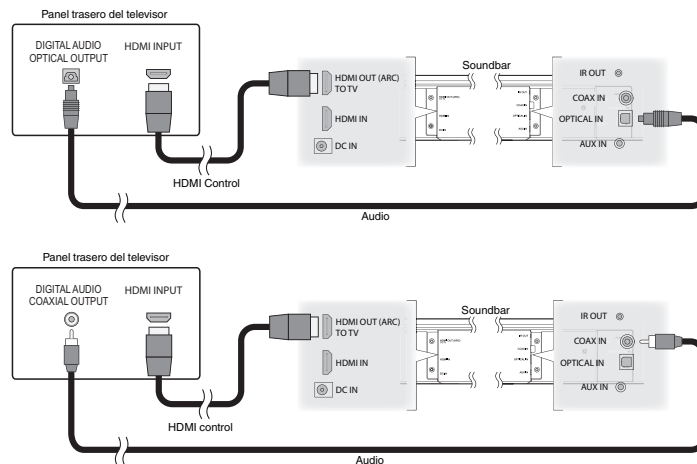 Panel trasero del televisor
DIGITAL AUDIO
OPTICAL OUTPUT
HDMI INPUT
HDMI OUT (ARC)
TO TV
HDMI IN
DC IN
Soundbar
IR OUT
COAX IN
OPTICAL IN
AUX IN
HDMI Control
Audio
Panel trasero del televisor
DIGITAL AUDIO
COAXIAL OUTPUT
HDMI INPUT
HDMI OUT (ARC)
TO TV
HDMI IN
DC IN
Soundbar
IR OUT
COAX IN
OPTICAL IN
AUX IN
HDMI control
Audio